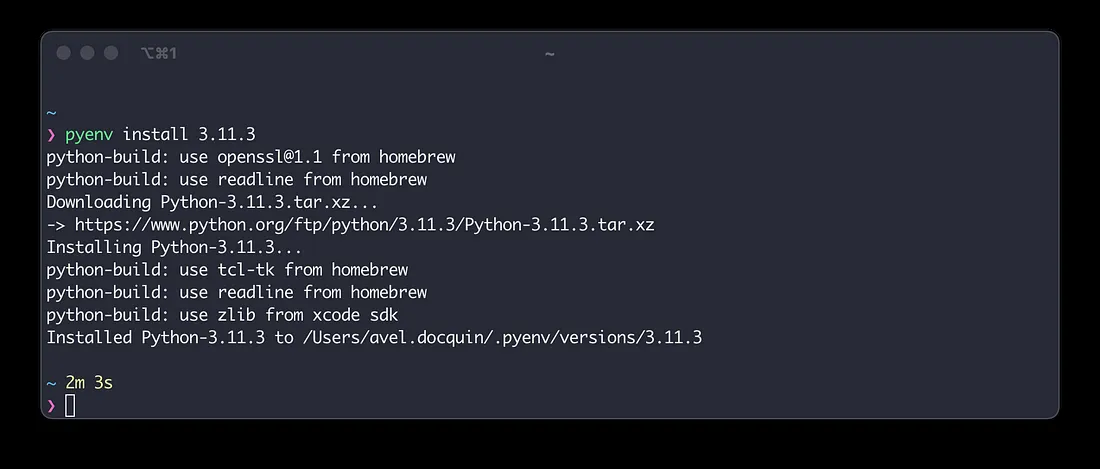 ⌥⌘1
~
~
❯ pyenv install 3.11.3
python-build: use openssl@1.1 from homebrew
python-build: use readline from homebrew
Downloading Python-3.11.3.tar.xz...
-> https://www.python.org/ftp/python/3.11.3/Python-3.11.3.tar.xz
Installing Python-3.11.3...
python-build: use tcl-tk from homebrew
python-build: use readline from homebrew
python-build: use zlib from xcode sdk
Installed Python-3.11.3 to /Users/avel.docquin/.pyenv/versions/3.11.3
~ 2m 3s
❯